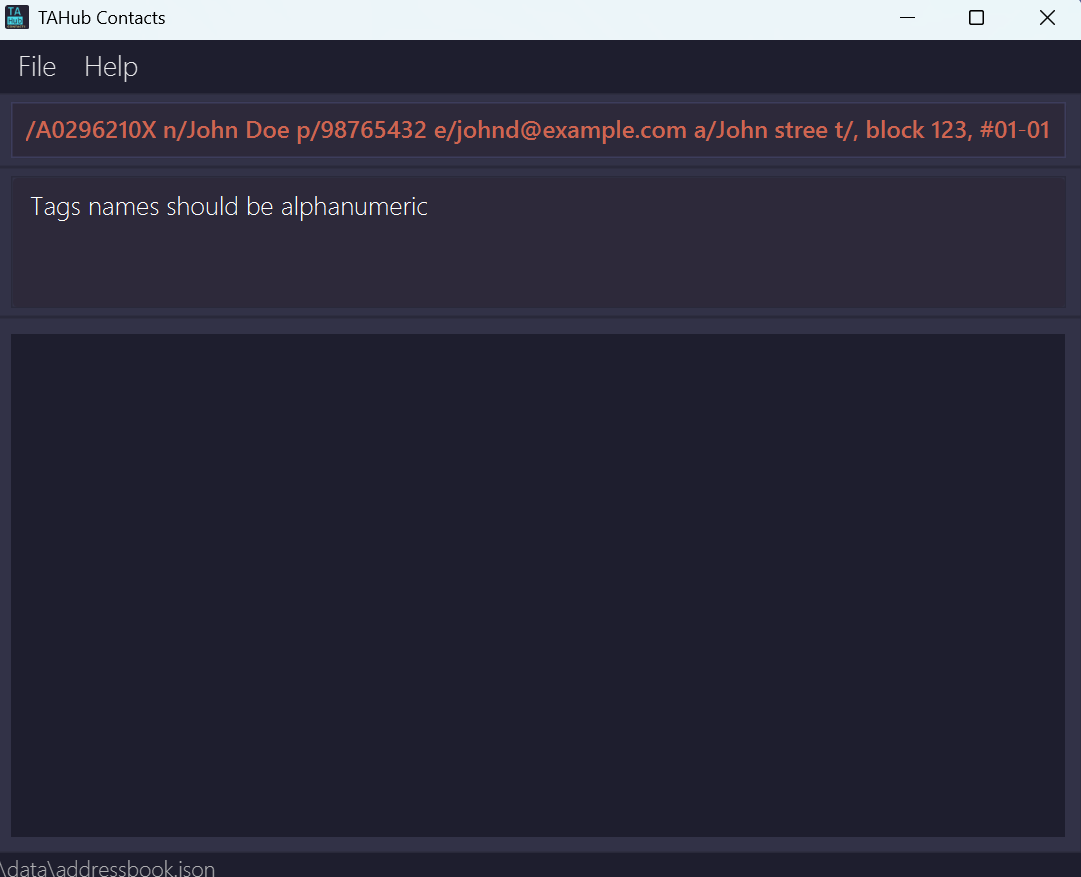 TAHub Contacts
File Help
/A0296210X n/John Doe p/98765432 e/johnd@example.com a/John stree t/, block 123, #01-01
Tags names should be alphanumeric
\data\addressbook.json